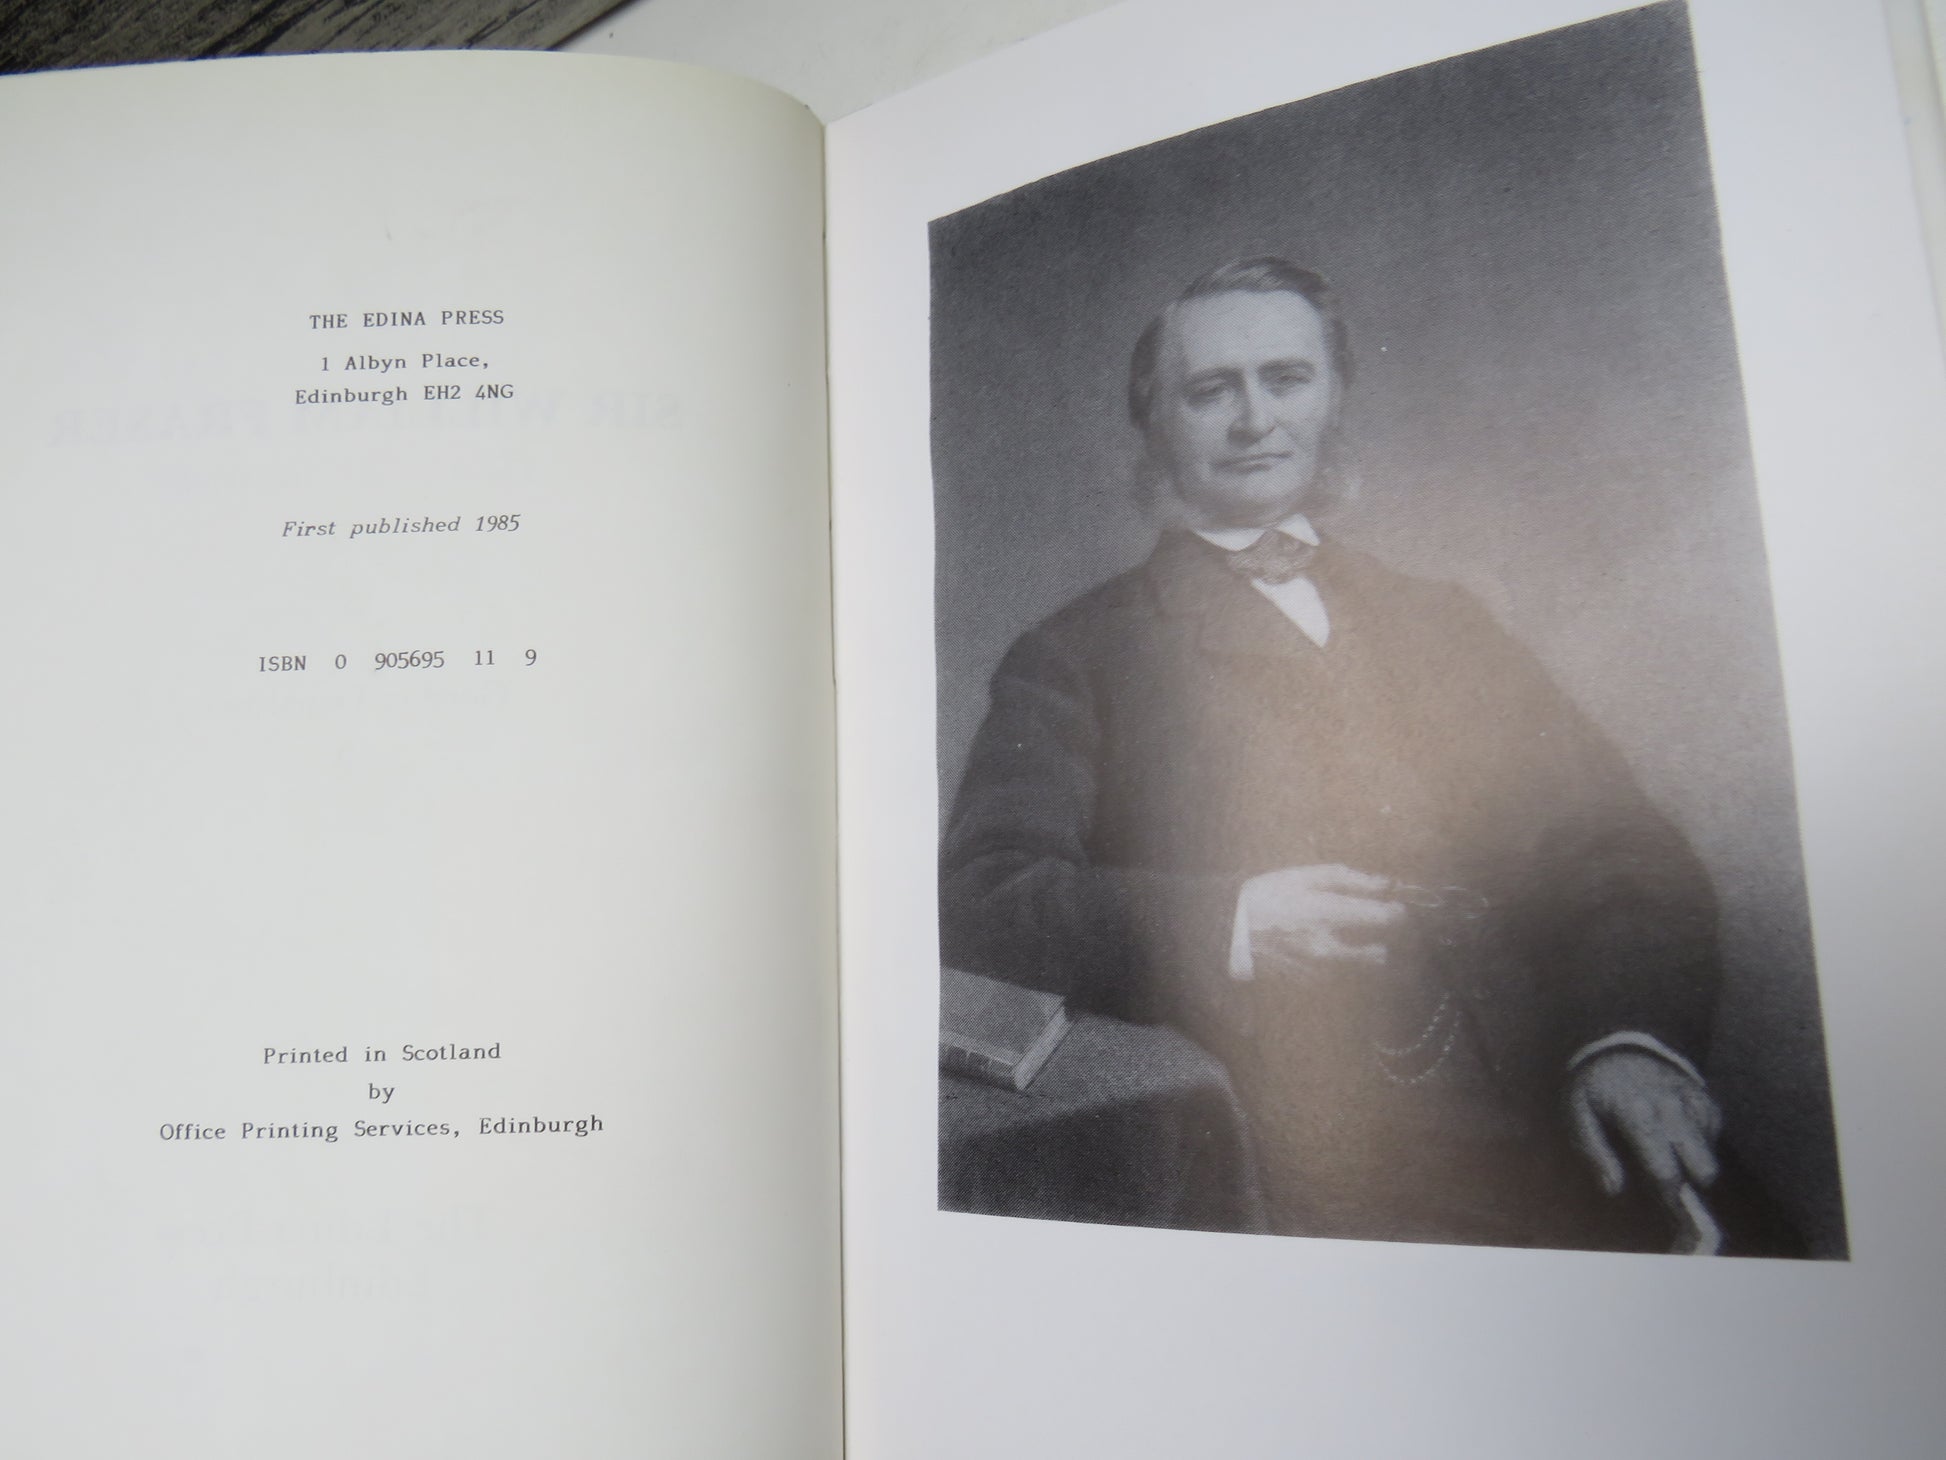 THE EDINA PRESS
1 Albyn Place,
Edinburgh EH2 4NG
First published 1985
ISBN 0 905695 11 9
Printed in Scotland
by
Office Printing Services, Edinburgh